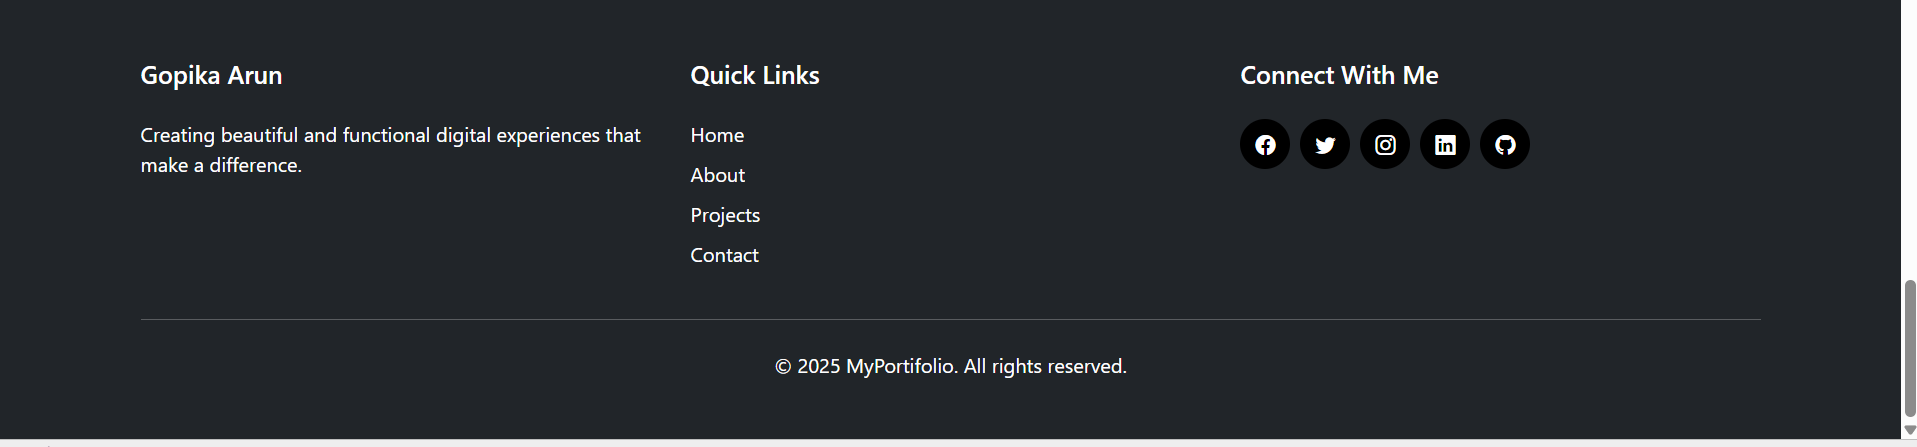 Gopika Arun
Creating beautiful and functional digital experiences that
make a difference.
Quick Links
Home
About
Projects
Contact
Connect With Me
© 2025 MyPortifolio. All rights reserved.